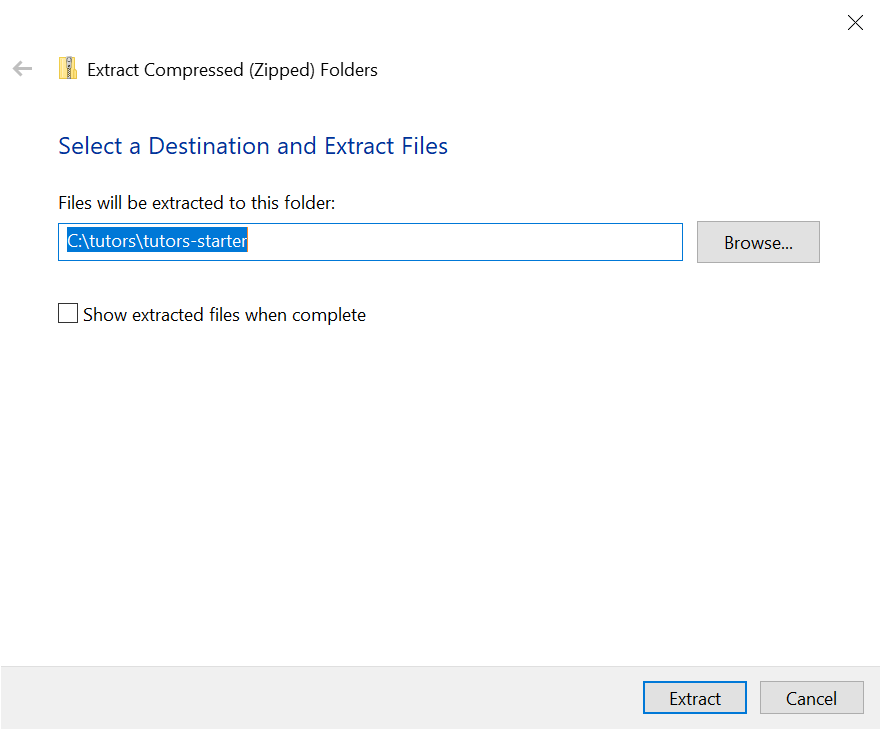 Extract Compressed (Zipped) Folders
Select a Destination and Extract Files
Files will be extracted to this folder:
C:\tutors\tutors-starter
Browse...
Show extracted files when complete
Extract
Cancel